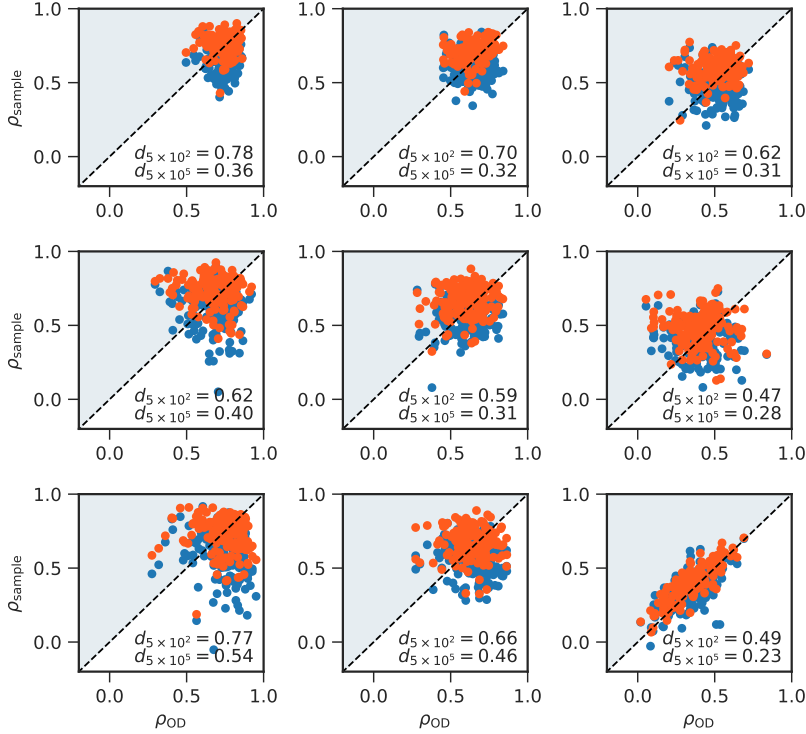 1.0
0.5
0.0
ρsample
d5 × 10² = 0.78
d5 × 10⁵ = 0.36
0.0 0.5 1.0
1.0
0.5
0.0
d5 × 10² = 0.70
d5 × 10⁵ = 0.32
0.0 0.5 1.0
1.0
0.5
0.0
d5 × 10² = 0.62
d5 × 10⁵ = 0.31
0.0 0.5 1.0
1.0
0.5
0.0
ρsample
d5 × 10² = 0.62
d5 × 10⁵ = 0.40
0.0 0.5 1.0
1.0
0.5
0.0
d5 × 10² = 0.59
d5 × 10⁵ = 0.31
0.0 0.5 1.0
1.0
0.5
0.0
d5 × 10² = 0.47
d5 × 10⁵ = 0.28
0.0 0.5 1.0
1.0
0.5
0.0
ρsample
d5 × 10² = 0.77
d5 × 10⁵ = 0.54
0.0 0.5 1.0
ρOD
1.0
0.5
0.0
d5 × 10² = 0.66
d5 × 10⁵ = 0.46
0.0 0.5 1.0
ρOD
1.0
0.5
0.0
d5 × 10² = 0.49
d5 × 10⁵ = 0.23
0.0 0.5 1.0
ρOD